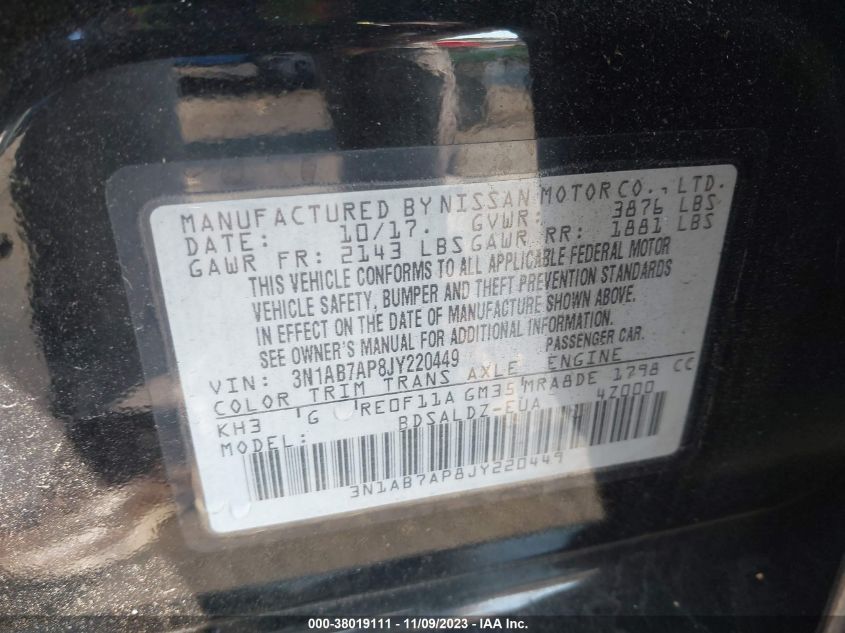 MANUFACTURED BY NISSAN MOTOR CO., LTD.
DATE: 10/17. GVWR: 3876 LBS
GAWR FR: 2143 LBS GAWR RR: 1881 LBS
THIS VEHICLE CONFORMS TO ALL APPLICABLE FEDERAL MOTOR
VEHICLE SAFETY, BUMPER AND THEFT PREVENTION STANDARDS
IN EFFECT ON THE DATE OF MANUFACTURE SHOWN ABOVE.
SEE OWNER'S MANUAL FOR ADDITIONAL INFORMATION.
VIN: 3N1AB7AP8JY220449 PASSENGER CAR.
COLOR TRIM TRANS AXLE ENGINE
KH3 G RE0F11A GM35 MRA8DE 1798 CC
MODEL: BDSALDZ-EUA 4Z000
3N1AB7AP8JY220449
000-38019111 - 11/09/2023 - IAA Inc.